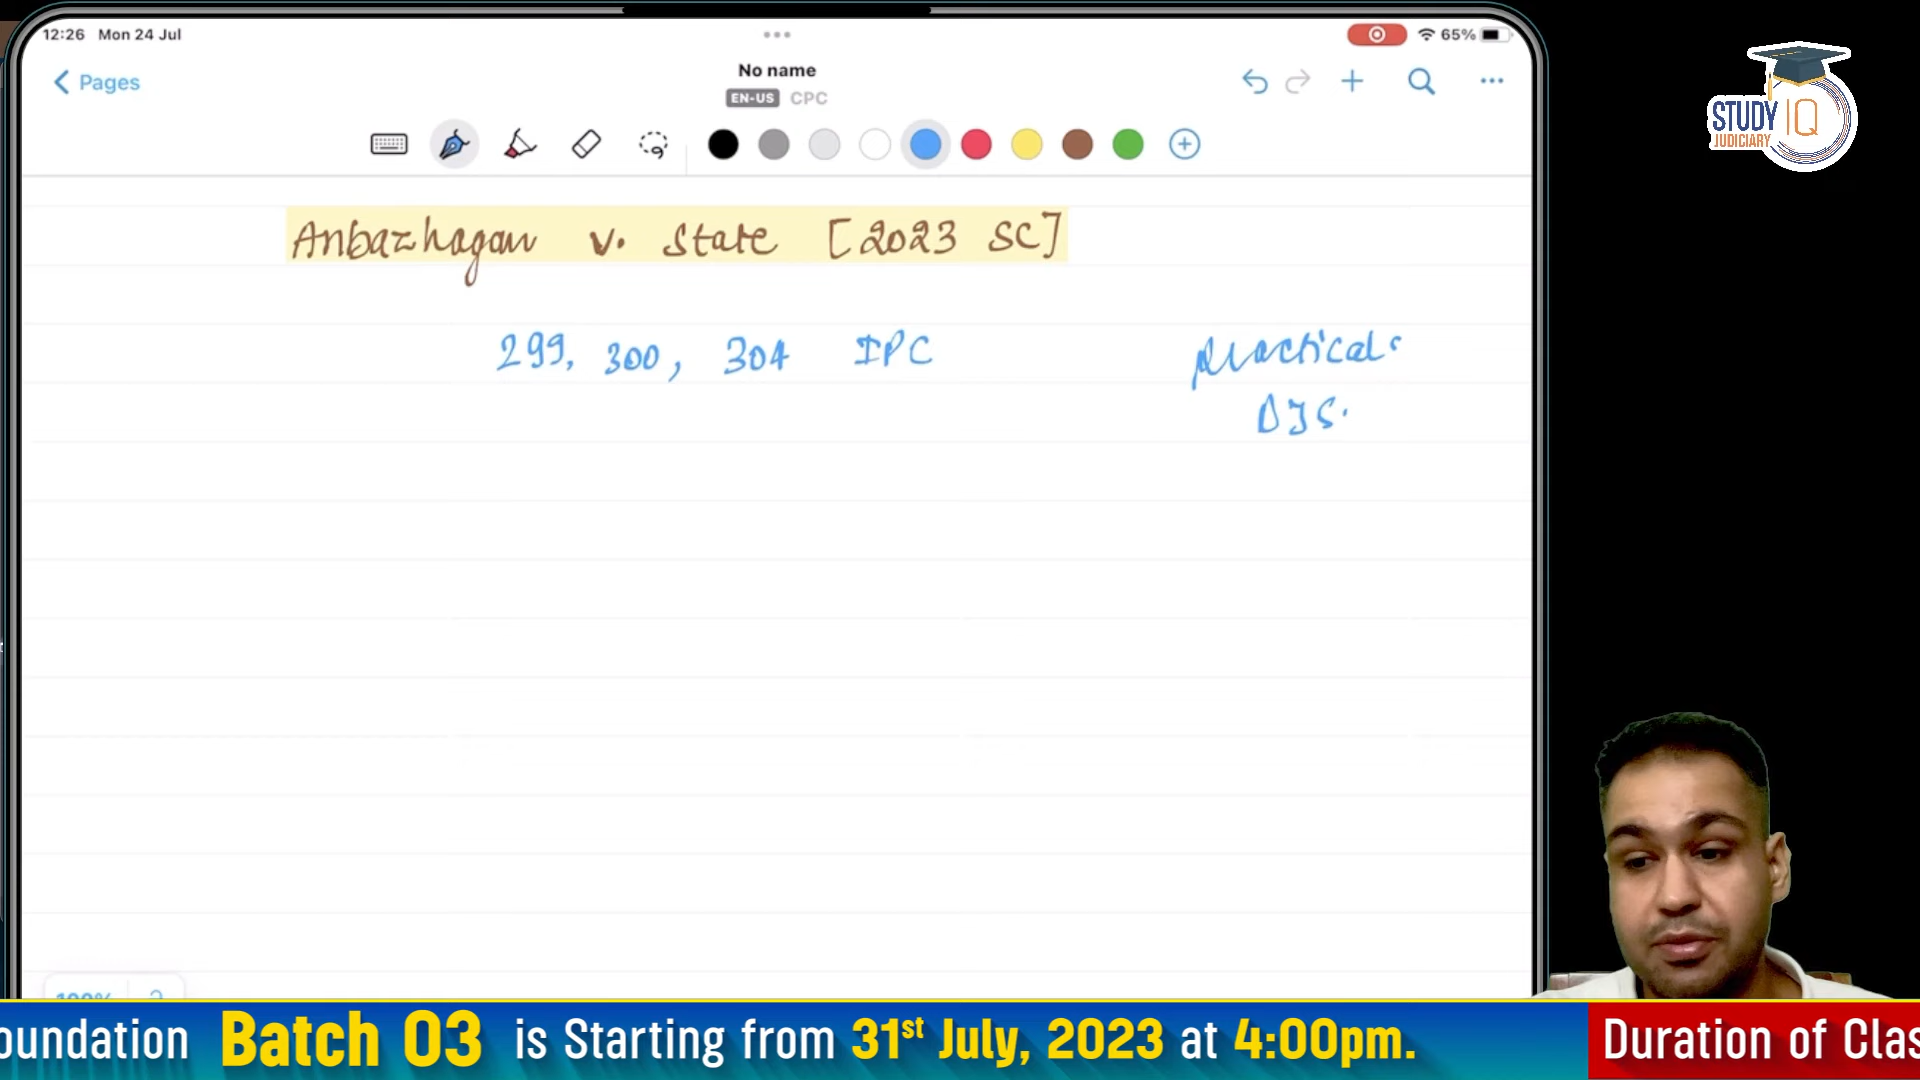 12:26 Mon 24 Jul
65%
Pages
No name
EN-US CPC
STUDY IQ
JUDICIARY
Anbazhagan v. State [2023 SC]
299, 300, 304 IPC
practical.
DJS.
100%
oundation Batch 03 is Starting from 31st July, 2023 at 4:00pm.
Duration of Clas